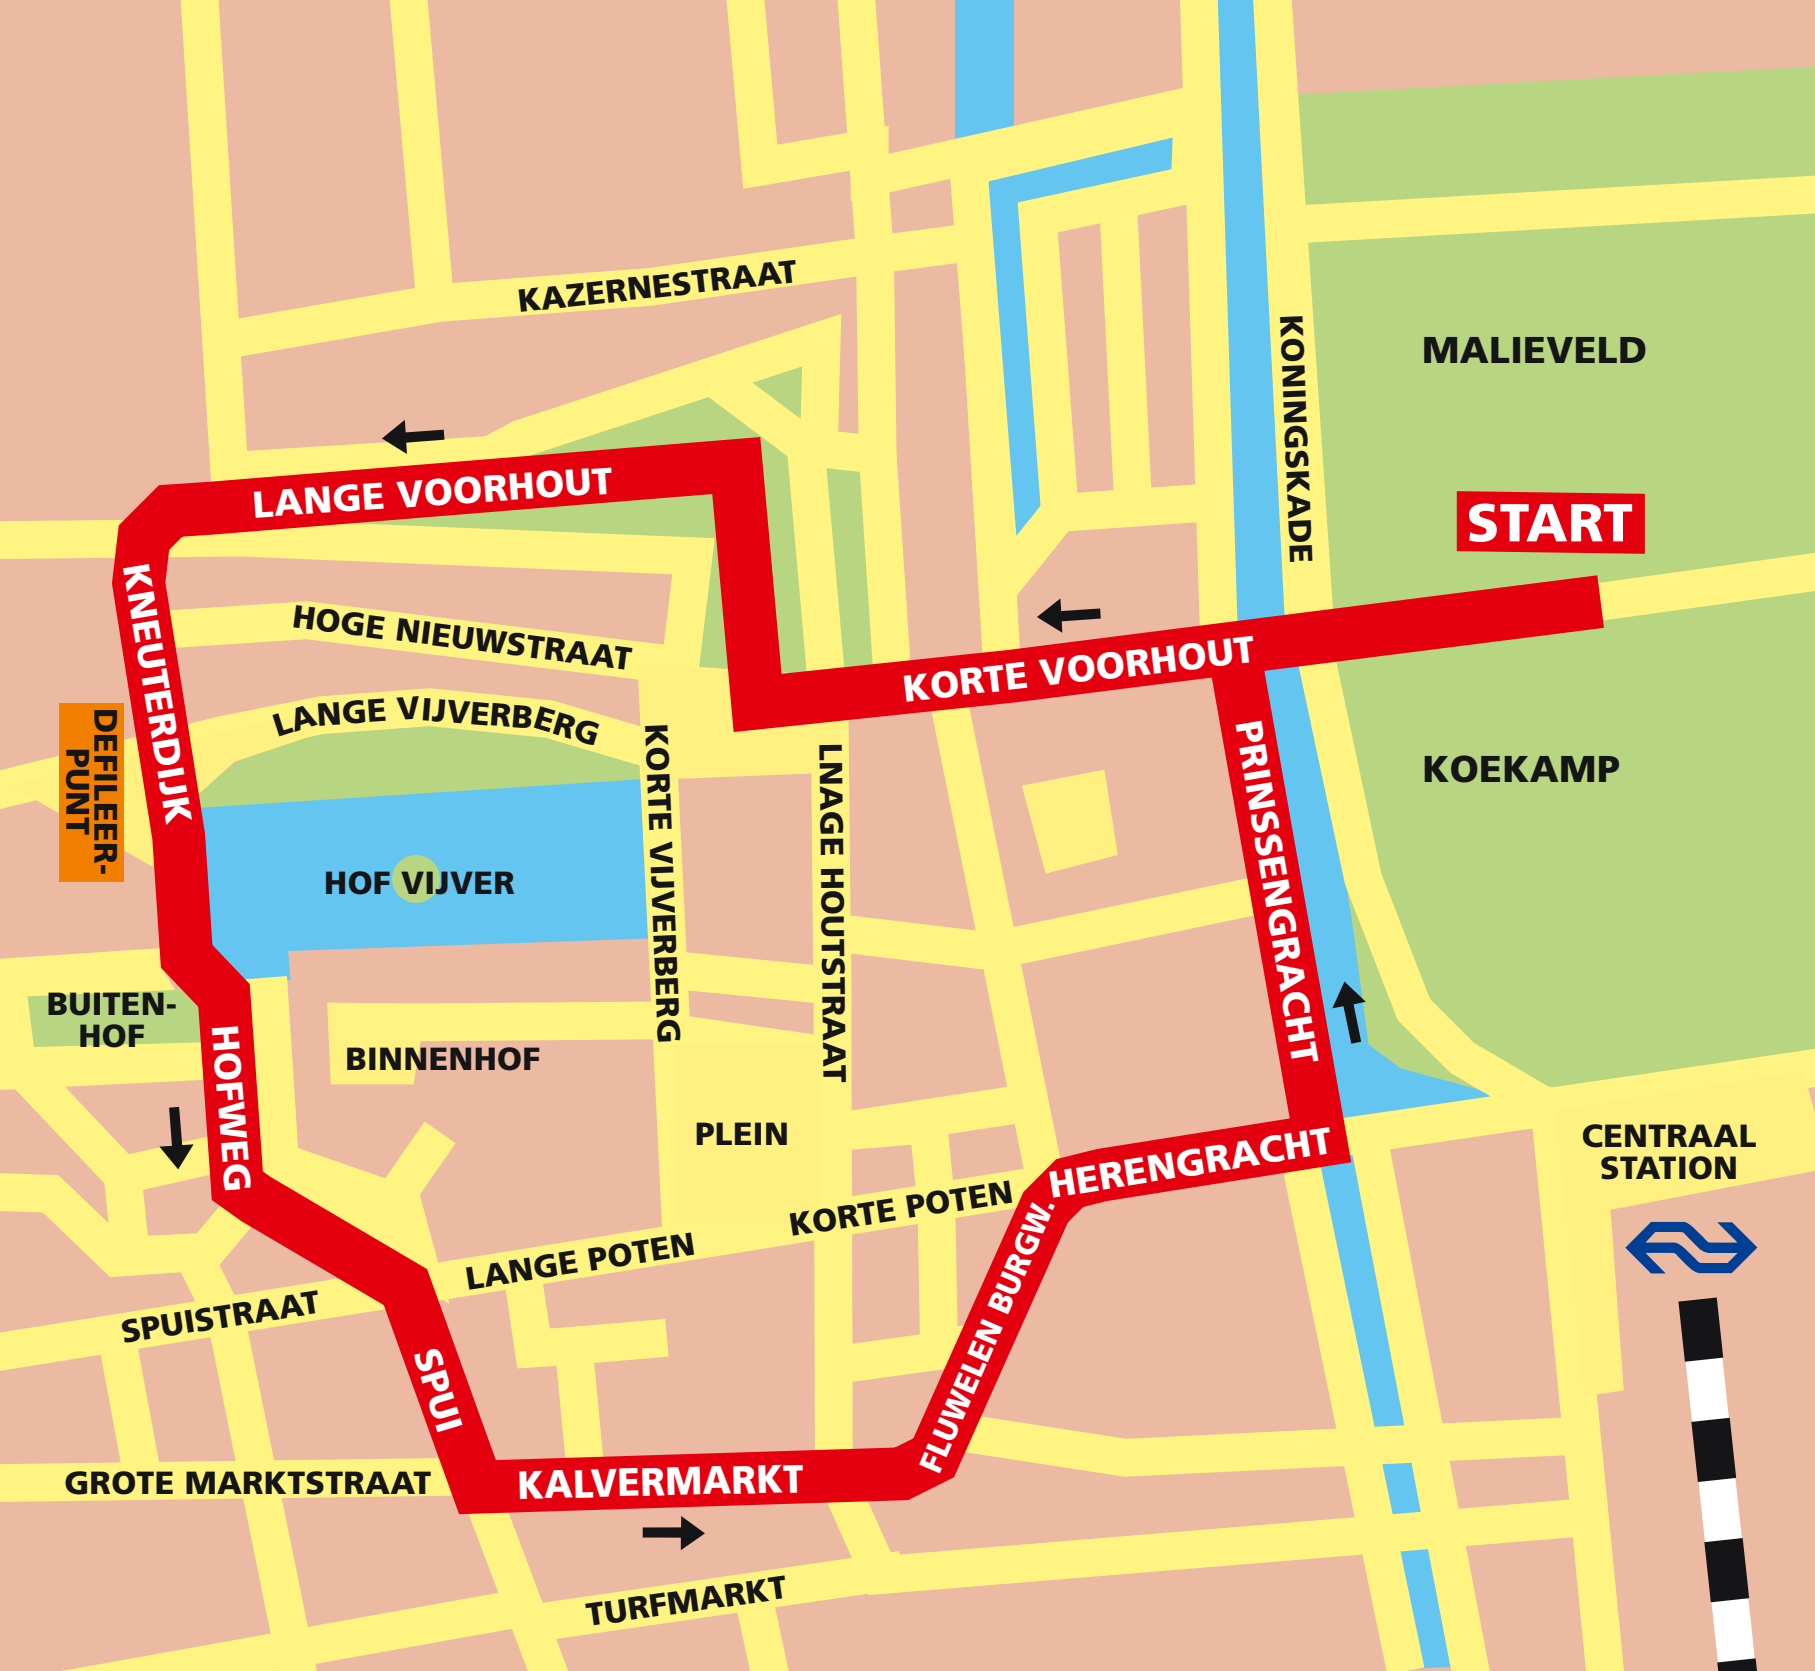 KAZERNESTRAAT
KONINGSKADE
MALIEVELD
LANGE VOORHOUT
START
KNEUTERDIJK
HOGE NIEUWSTRAAT
KORTE VOORHOUT
LANGE VIJVERBERG
DEFILEER-
PUNT
KORTE VIJVERBERG
LNAGE HOUTSTRAAT
PRINSSENGRACHT
KOEKAMP
HOF VIJVER
BUITEN-
HOF
HOFWEG
BINNENHOF
PLEIN
HERENGRACHT
CENTRAAL
STATION
KORTE POTEN
LANGE POTEN
FLUWELEN BURGW.
SPUISTRAAT
SPUI
GROTE MARKTSTRAAT
KALVERMARKT
TURFMARKT